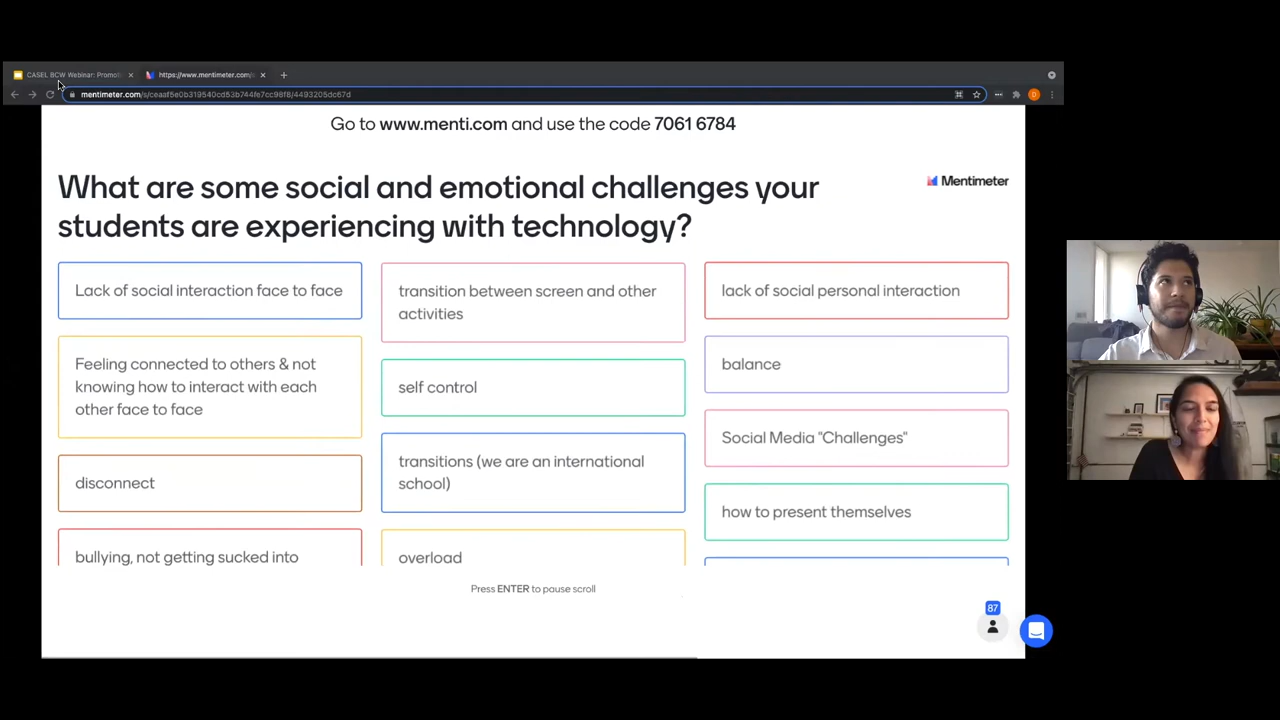 CASEL BCW Webinar: Promoti
https://www.mentimeter.com/s
mentimeter.com/s/ceaaf5e0b319540cd53b744fe7cc98f8/4493205dc67d
Go to www.menti.com and use the code 7061 6784
What are some social and emotional challenges your
students are experiencing with technology?
Mentimeter
Lack of social interaction face to face
Feeling connected to others & not
knowing how to interact with each
other face to face
disconnect
bullying, not getting sucked into
transition between screen and other
activities
self control
transitions (we are an international
school)
overload
lack of social personal interaction
balance
Social Media "Challenges"
how to present themselves
Press ENTER to pause scroll
87